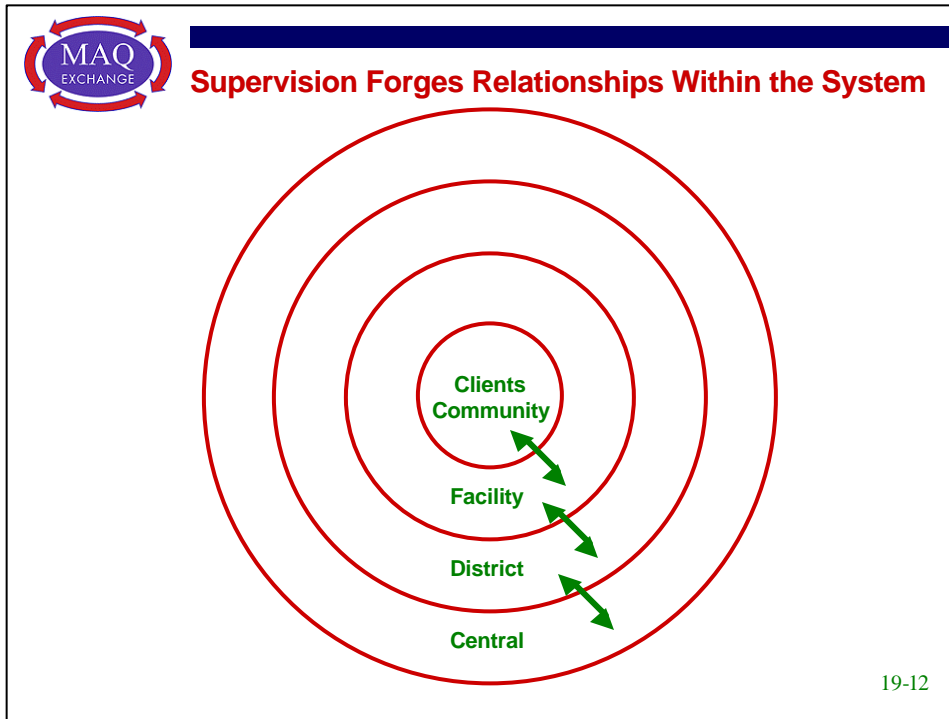 MAQ
EXCHANGE
Supervision Forges Relationships Within the System
Clients
Community
Facility
District
Central
19-12